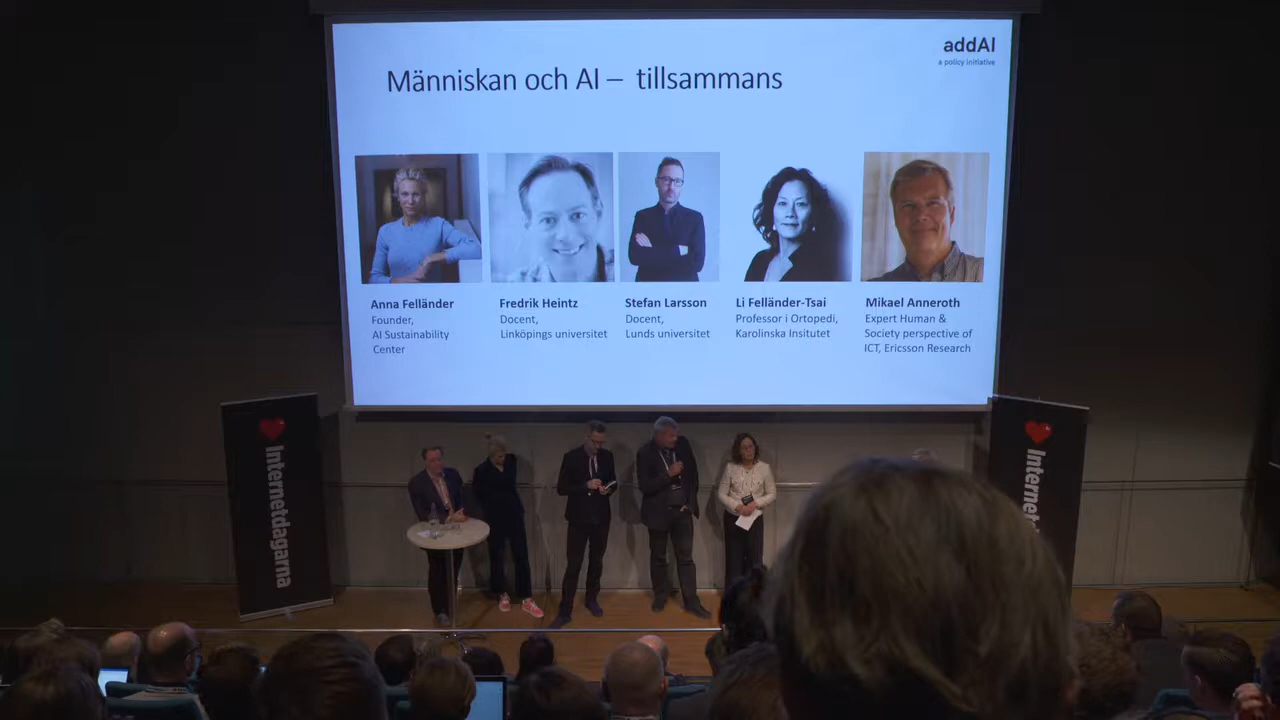 addAI
a policy initiative
Människan och AI – tillsammans
Anna Felländer
Founder,
AI Sustainability
Center
Fredrik Heintz
Docent,
Linköpings universitet
Stefan Larsson
Docent,
Lunds universitet
Li Felländer-Tsai
Professor i Ortopedi,
Karolinska Insitutet
Mikael Anneroth
Expert Human &
Society perspective of
ICT, Ericsson Research
Internetdagarna
Internet